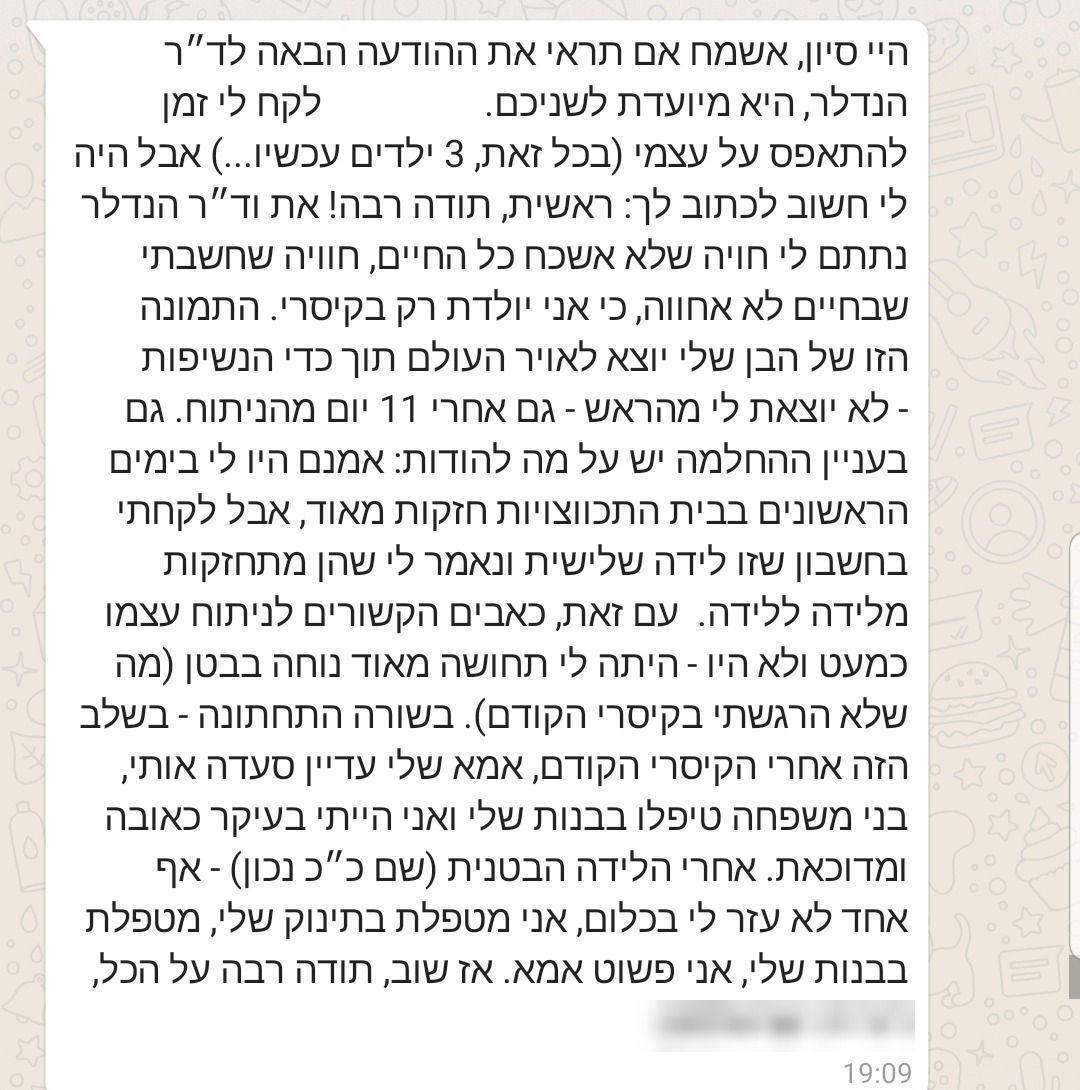 היי סיון, אשמח אם תראי את ההודעה הבאה לד״ר
הנדלר, היא מיועדת לשניכם. לקח לי זמן
להתאפס על עצמי (בכל זאת, 3 ילדים עכשיו...) אבל היה
לי חשוב לכתוב לך: ראשית, תודה רבה! את וד״ר הנדלר
נתתם לי חויה שלא אשכח כל החיים, חוויה שחשבתי
שבחיים לא אחווה, כי אני יולדת רק בקיסרי. התמונה
הזו של הבן שלי יוצא לאויר העולם תוך כדי הנשיפות
- לא יוצאת לי מהראש - גם אחרי 11 יום מהניתוח. גם
בעניין ההחלמה יש על מה להודות: אמנם היו לי בימים
הראשונים בבית התכווצויות חזקות מאוד, אבל לקחתי
בחשבון שזו לידה שלישית ונאמר לי שהן מתחזקות
מלידה ללידה.  עם זאת, כאבים הקשורים לניתוח עצמו
כמעט ולא היו - היתה לי תחושה מאוד נוחה בבטן (מה
שלא הרגשתי בקיסרי הקודם). בשורה התחתונה - בשלב
הזה אחרי הקיסרי הקודם, אמא שלי עדיין סעדה אותי,
בני משפחה טיפלו בבנות שלי ואני הייתי בעיקר כאובה
ומדוכאת. אחרי הלידה הבטנית (שם כ״כ נכון) - אף
אחד לא עזר לי בכלום, אני מטפלת בתינוק שלי, מטפלת
בבנות שלי, אני פשוט אמא. אז שוב, תודה רבה על הכל,
19:09